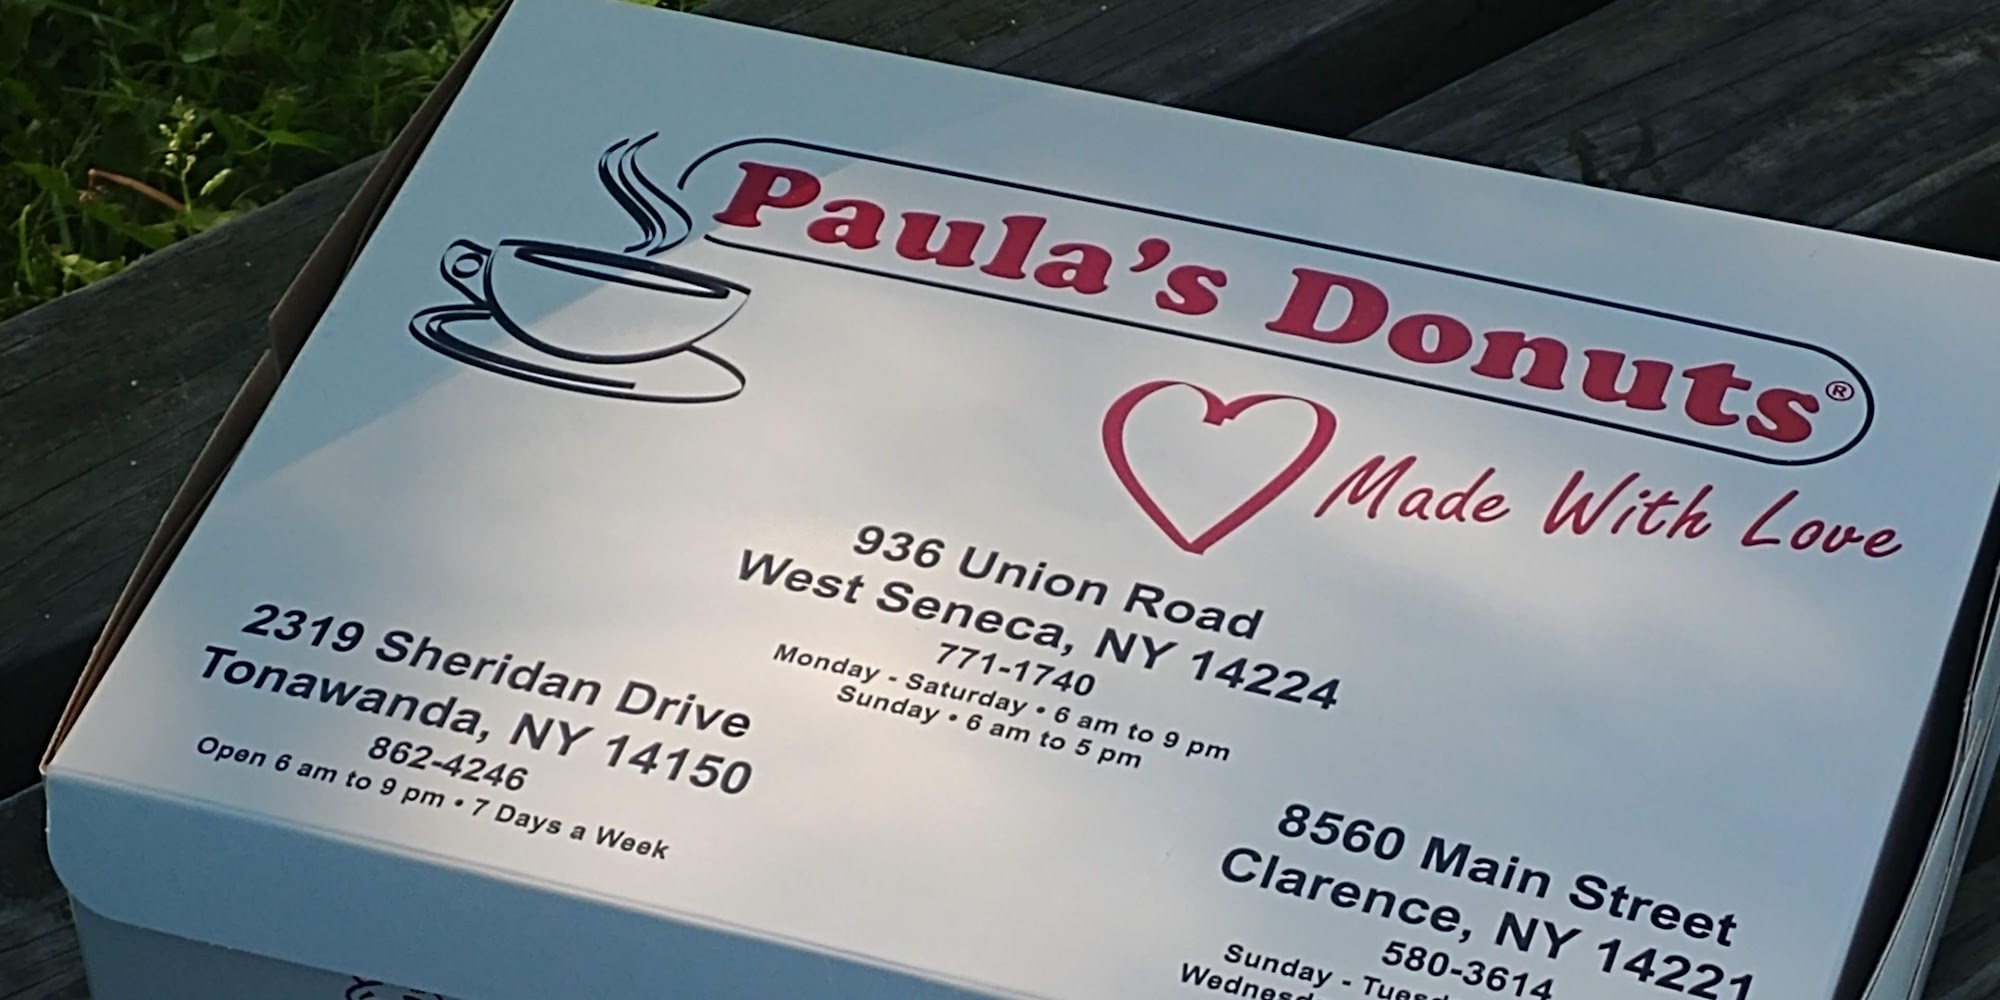 Paula's Donuts®
Made With Love
936 Union Road
West Seneca, NY 14224
771-1740
Monday - Saturday • 6 am to 9 pm
Sunday • 6 am to 5 pm
2319 Sheridan Drive
Tonawanda, NY 14150
862-4246
Open 6 am to 9 pm • 7 Days a Week
8560 Main Street
Clarence, NY 14221
580-3614
Sunday -